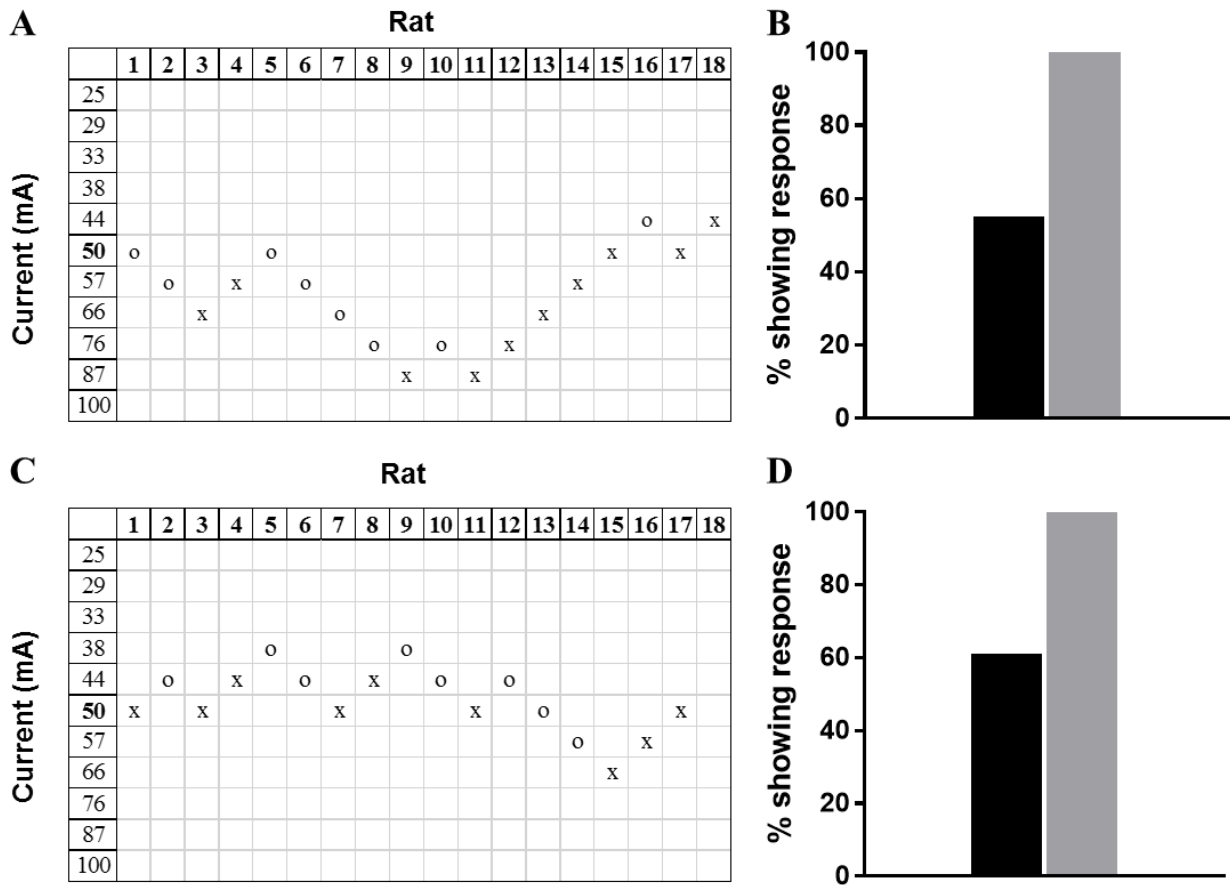 A
Rat
B
1 2 3 4 5 6 7 8 9 10 11 12 13 14 15 16 17 18
25
29
33
38
44 o x
50 o o x x
57 o x o x
66 x o x
76 o o x
87 x x
100
Current (mA)
100
80
60
40
20
0
% showing response
C
Rat
D
1 2 3 4 5 6 7 8 9 10 11 12 13 14 15 16 17 18
25
29
33
38 o o
44 o x o x o o
50 x x x x o x
57 o x
66 x
76
87
100
Current (mA)
100
80
60
40
20
0
% showing response